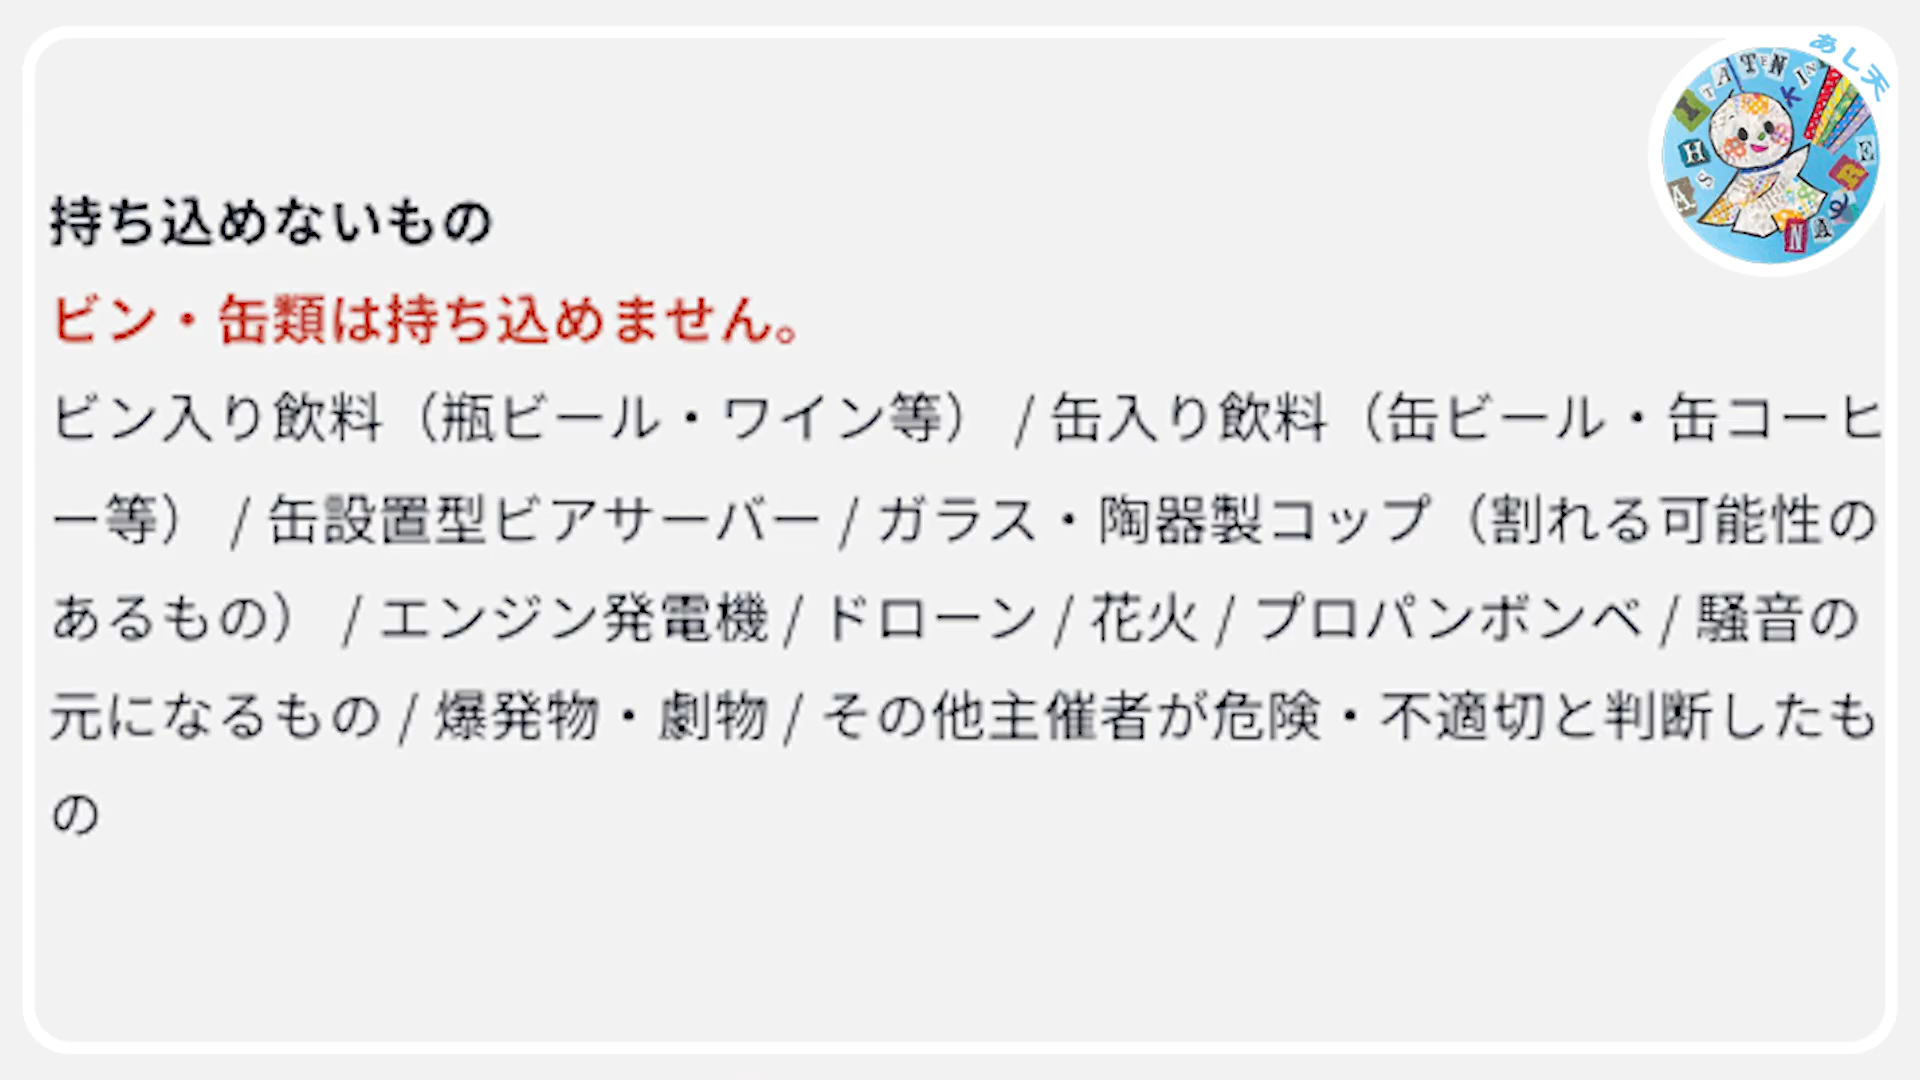 あし天
ASHITATEN INKI NAARE
持ち込めないもの
ビン・缶類は持ち込めません。
ビン入り飲料（瓶ビール・ワイン等） / 缶入り飲料（缶ビール・缶コーヒ
ー等） / 缶設置型ビアサーバー / ガラス・陶器製コップ（割れる可能性の
あるもの） / エンジン発電機 / ドローン / 花火 / プロパンボンベ / 騒音の
元になるもの / 爆発物・劇物 / その他主催者が危険・不適切と判断したも
の